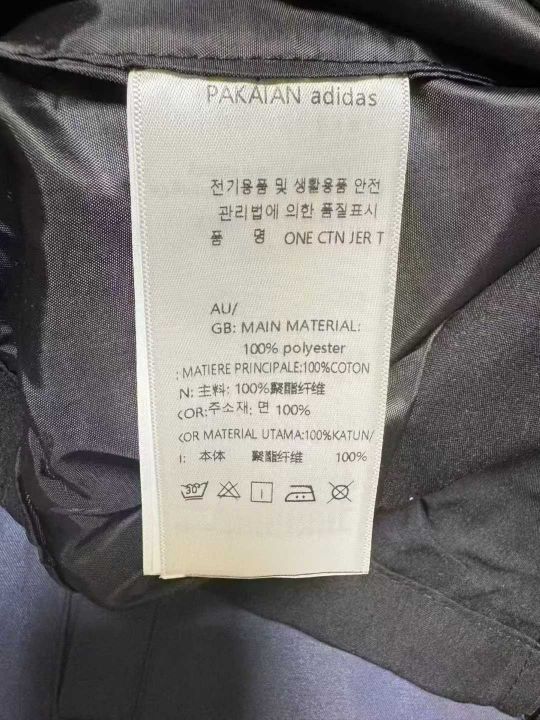 PAKAIAN adidas
전기용품 및 생활용품 안전
관리법에 의한 품질표시
품 명 ONE CTN JER T
AU/
GB: MAIN MATERIAL:
100% polyester
: MATIERE PRINCIPALE:100%COTON
N: 主料: 100%聚酯纤维
<OR:주소재: 면 100%
<OR MATERIAL UTAMA:100%KATUN/
I: 本体 聚酯纤维 100%
30°